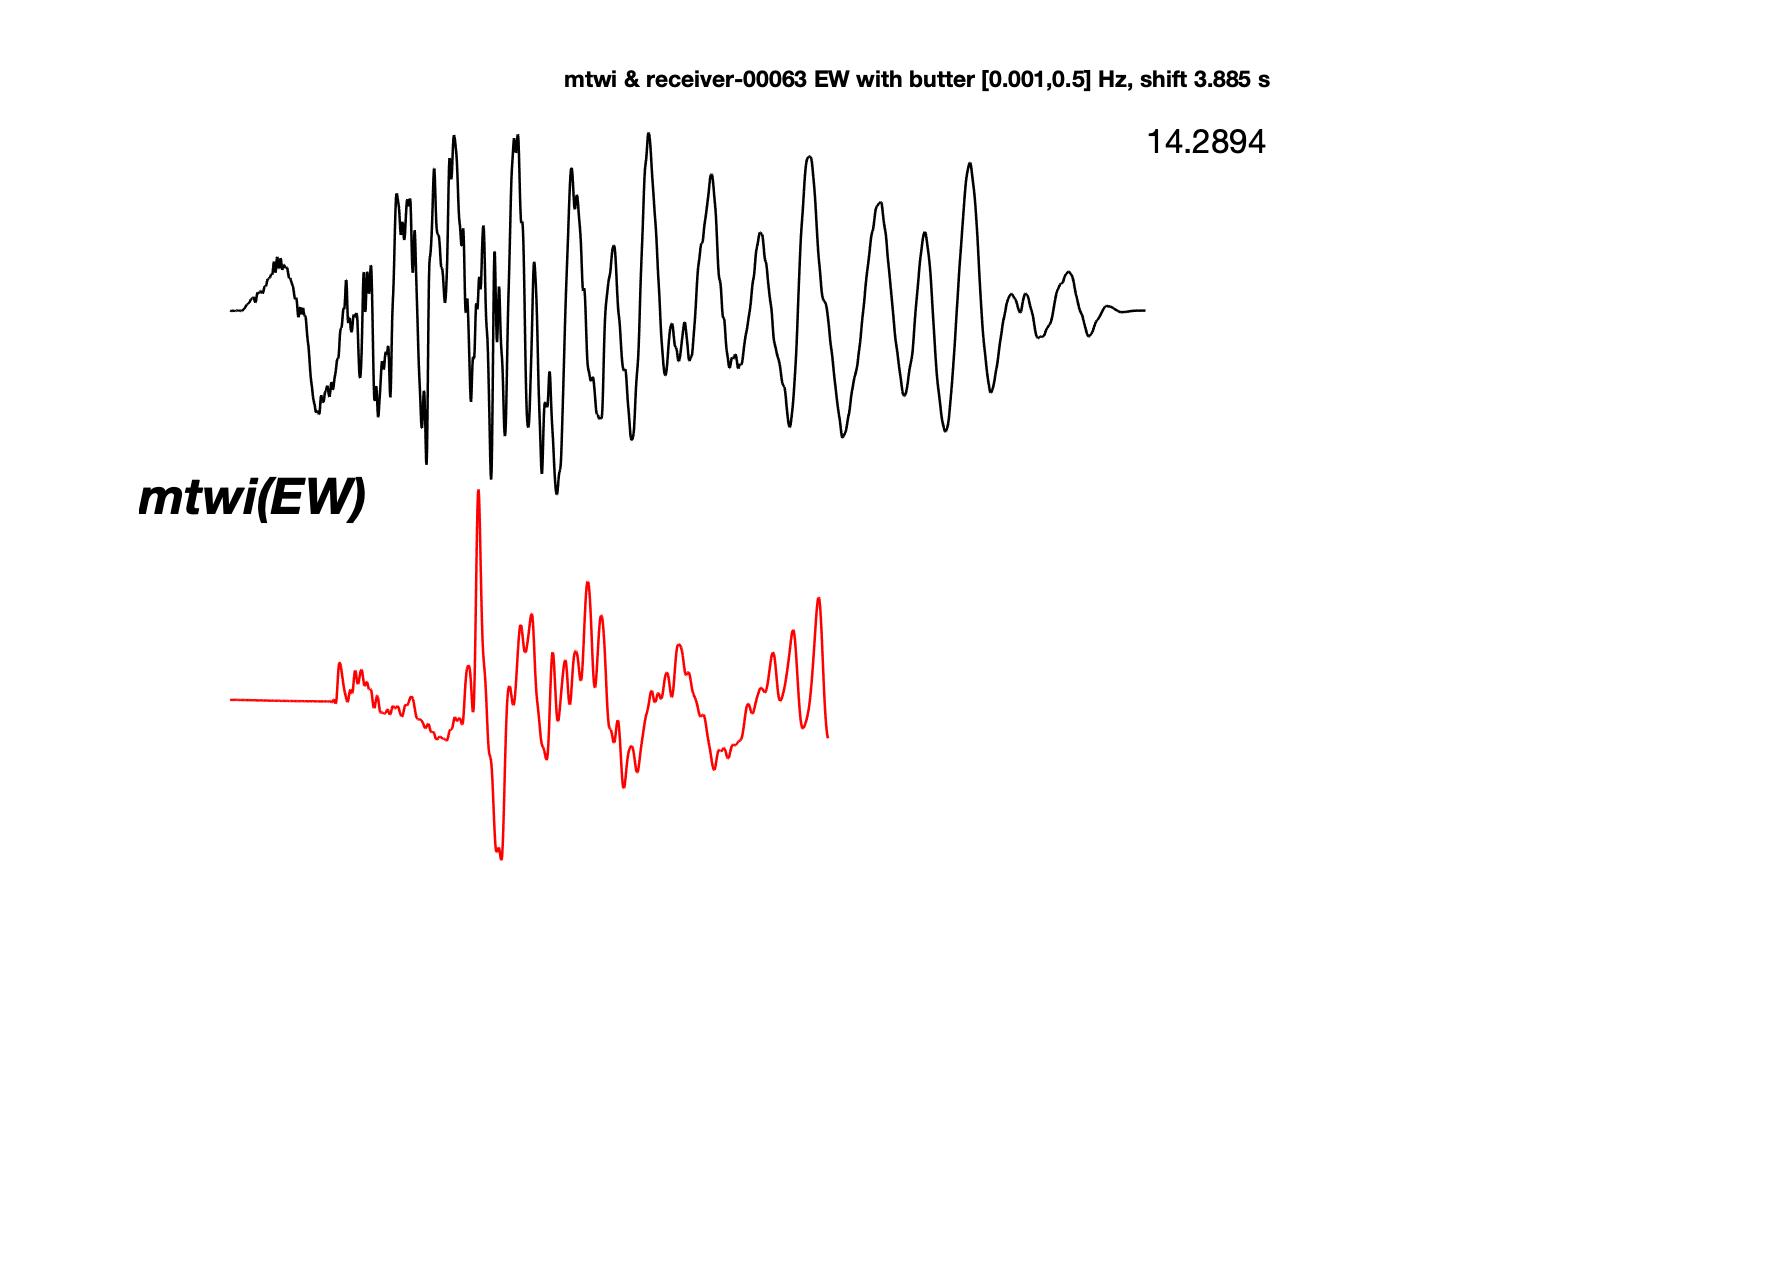 mtwi & receiver-00063 EW with butter [0.001,0.5] Hz, shift 3.885 s
14.2894
mtwi(EW)